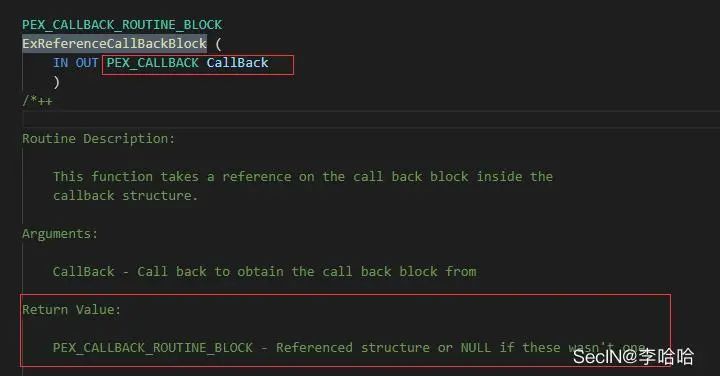 PEX_CALLBACK_ROUTINE_BLOCK
ExReferenceCallBackBlock (
    IN OUT PEX_CALLBACK CallBack
    )
/*++
Routine Description:
    This function takes a reference on the call back block inside the
    callback structure.
Arguments:
    CallBack - Call back to obtain the call back block from
Return Value:
    PEX_CALLBACK_ROUTINE_BLOCK - Referenced structure or NULL if these wasn't one
SecIN@李哈哈